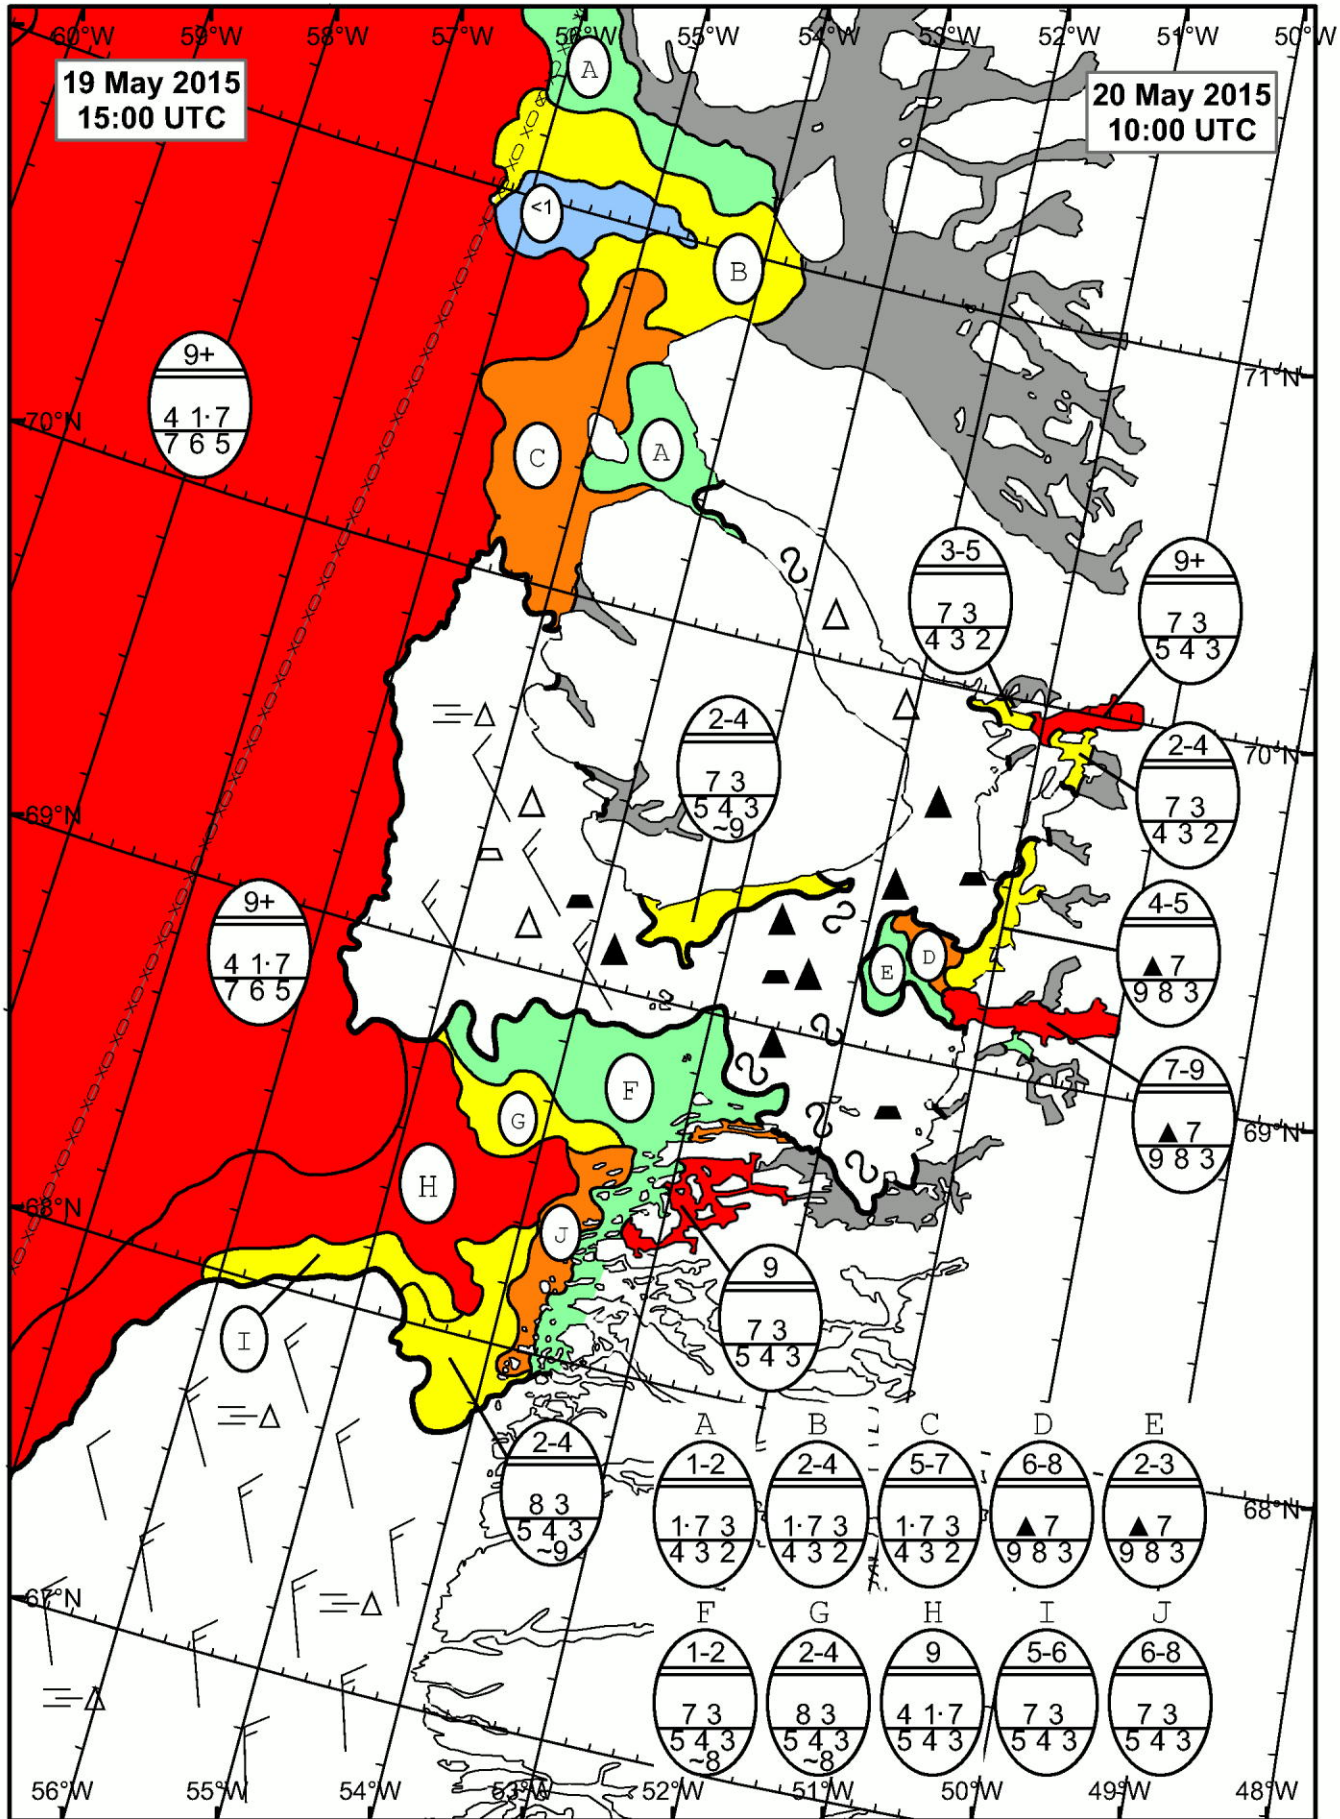 60°W 59°W 58°W 57°W 56°W 55°W 54°W 53°W 52°W 51°W 50°W
19 May 2015
15:00 UTC
20 May 2015
10:00 UTC
A
<1
B
9+
4 1·7
7 6 5
71°N
70°N
C
A
3-5
7 3
4 3 2
9+
7 3
5 4 3
2-4
7 3
5 4 3
~9
70°N
2-4
7 3
4 3 2
69°N
9+
4 1·7
7 6 5
4-5
▲ 7
9 8 3
D
E
7-9
▲ 7
9 8 3
F
G
69°N
H
68°N
J
9
7 3
5 4 3
I
2-4
8 3
5 4 3
~9
A B C D E
1-2 2-4 5-7 6-8 2-3
1·7 3 1·7 3 1·7 3 ▲ 7 ▲ 7
4 3 2 4 3 2 4 3 2 9 8 3 9 8 3
68°N
67°N
F G H I J
1-2 2-4 9 5-6 6-8
7 3 8 3 4 1·7 7 3 7 3
5 4 3 5 4 3 5 4 3 5 4 3 5 4 3
~8 ~8
56°W 55°W 54°W 53°W 52°W 51°W 50°W 49°W 48°W